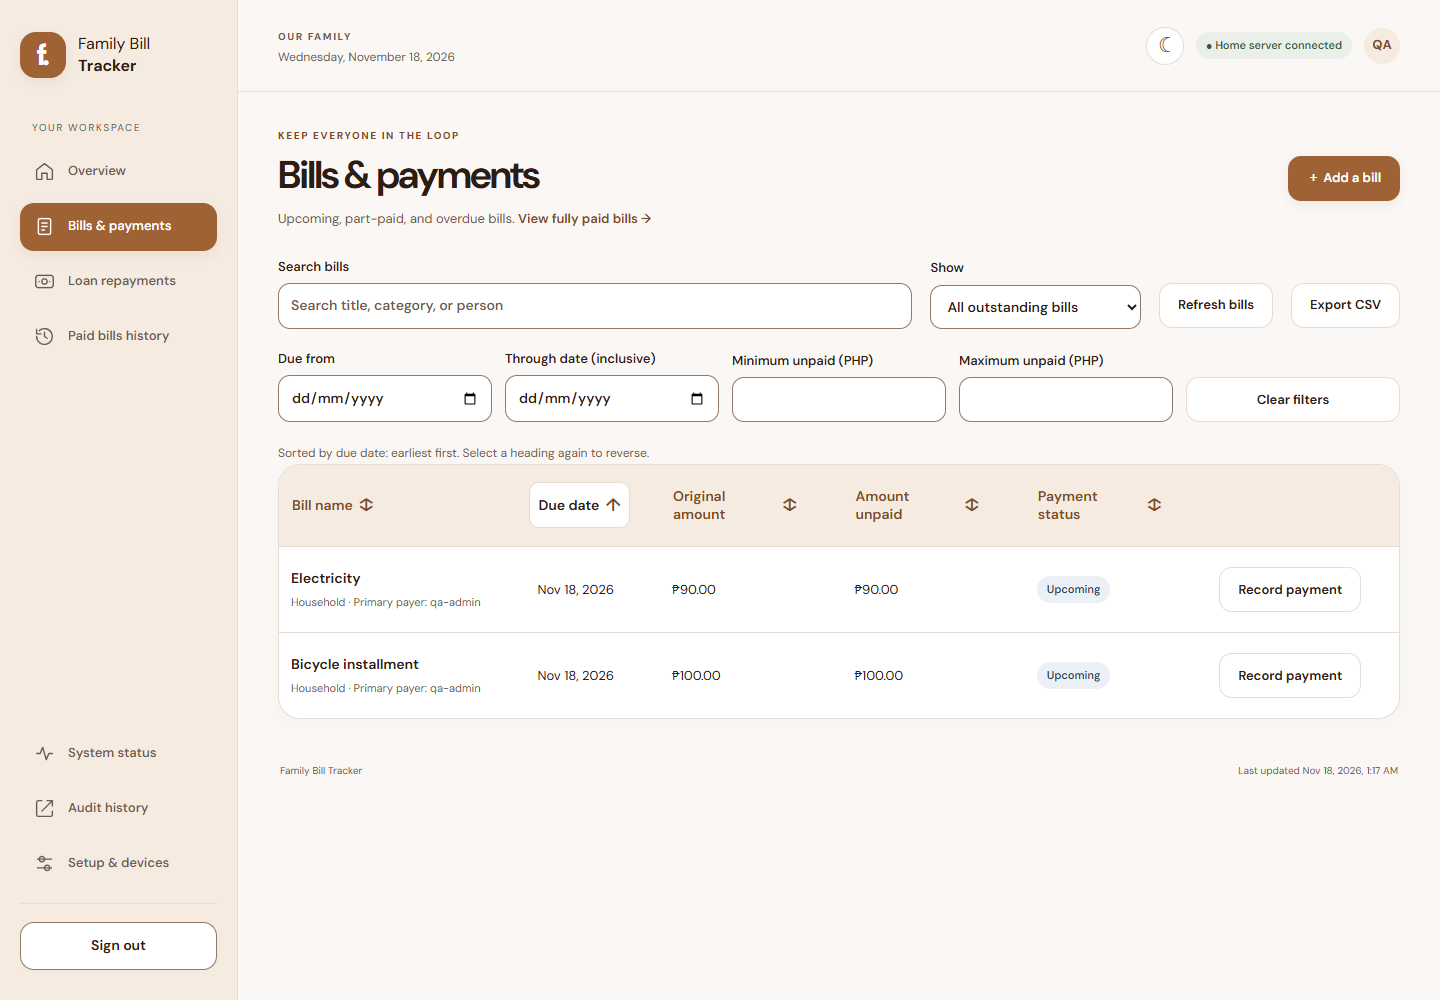 f.
Family Bill
Tracker
YOUR WORKSPACE
Overview
Bills & payments
Loan repayments
Paid bills history
System status
Audit history
Setup & devices
Sign out
OUR FAMILY
Wednesday, November 18, 2026
● Home server connected
QA
KEEP EVERYONE IN THE LOOP
Bills & payments
Upcoming, part-paid, and overdue bills. View fully paid bills →
+ Add a bill
Search bills
Search title, category, or person
Show
All outstanding bills
Refresh bills
Export CSV
Due from
dd/mm/yyyy
Through date (inclusive)
dd/mm/yyyy
Minimum unpaid (PHP)
Maximum unpaid (PHP)
Clear filters
Sorted by due date: earliest first. Select a heading again to reverse.
Bill name
Due date ↑
Original
amount
Amount
unpaid
Payment
status
Electricity
Household · Primary payer: qa-admin
Nov 18, 2026
₱90.00
₱90.00
Upcoming
Record payment
Bicycle installment
Household · Primary payer: qa-admin
Nov 18, 2026
₱100.00
₱100.00
Upcoming
Record payment
Family Bill Tracker
Last updated Nov 18, 2026, 1:17 AM